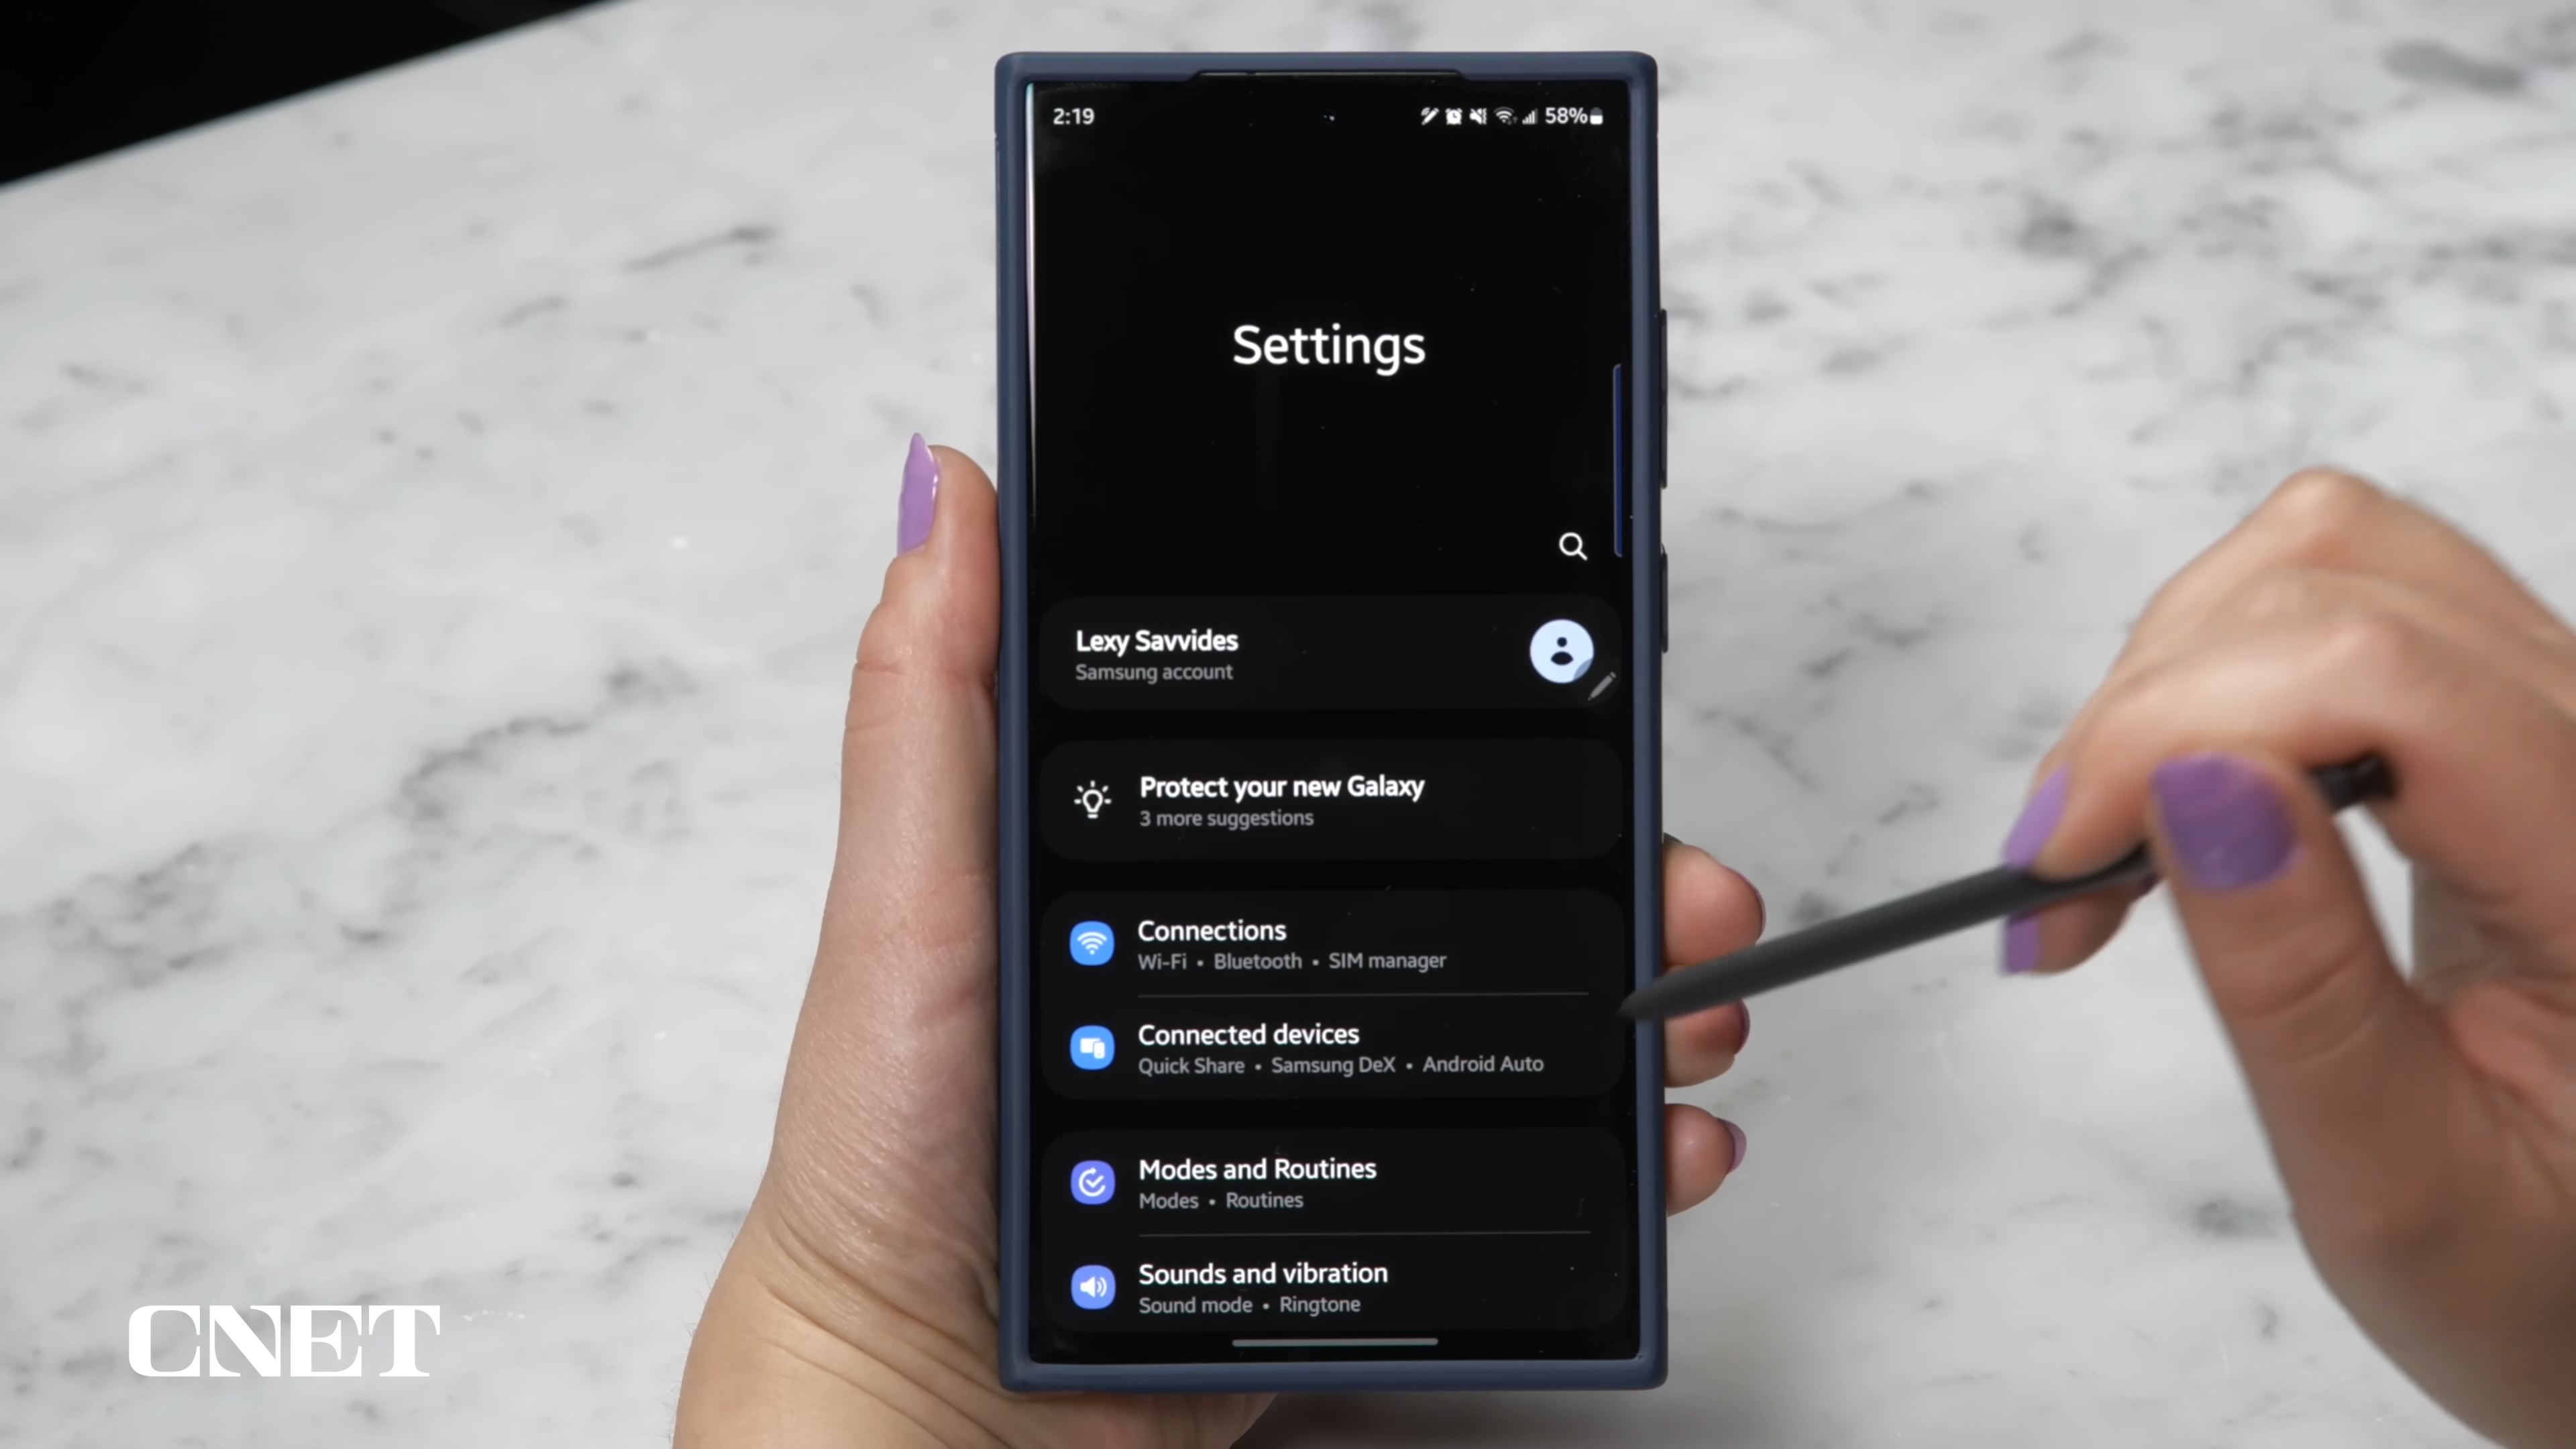 2:19
58%
Settings
Lexy Savvides
Samsung account
Protect your new Galaxy
3 more suggestions
Connections
Wi-Fi • Bluetooth • SIM manager
Connected devices
Quick Share • Samsung DeX • Android Auto
Modes and Routines
Modes • Routines
Sounds and vibration
Sound mode • Ringtone
CNET